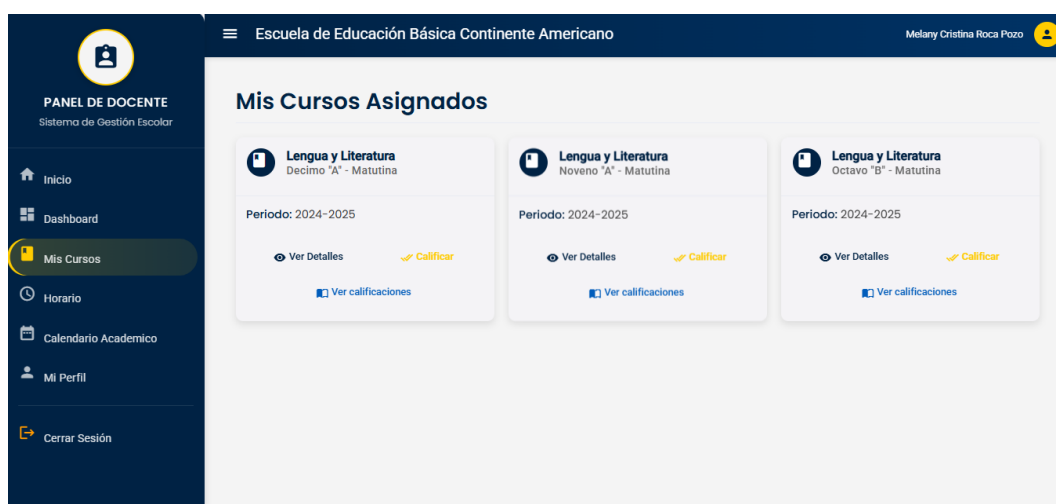 Escuela de Educación Básica Continente Americano
Melany Cristina Roca Pozo
PANEL DE DOCENTE
Sistema de Gestión Escolar
Inicio
Dashboard
Mis Cursos
Horario
Calendario Academico
Mi Perfil
Cerrar Sesión
Mis Cursos Asignados
Lengua y Literatura
Decimo "A" - Matutina
Periodo: 2024-2025
Ver Detalles
Calificar
Ver calificaciones
Lengua y Literatura
Noveno "A" - Matutina
Periodo: 2024-2025
Ver Detalles
Calificar
Ver calificaciones
Lengua y Literatura
Octavo "B" - Matutina
Periodo: 2024-2025
Ver Detalles
Calificar
Ver calificaciones